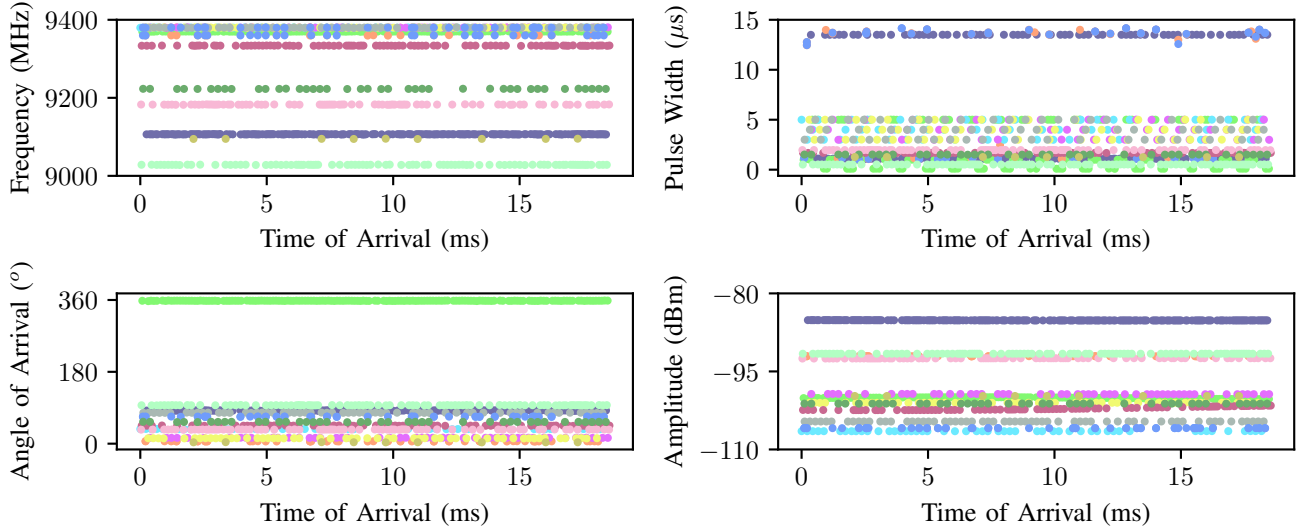 Frequency (MHz)
9400
9200
9000
0 5 10 15
Time of Arrival (ms)
Pulse Width (μs)
15
10
5
0
0 5 10 15
Time of Arrival (ms)
Angle of Arrival (o)
360
180
0
0 5 10 15
Time of Arrival (ms)
Amplitude (dBm)
−80
−95
−110
0 5 10 15
Time of Arrival (ms)